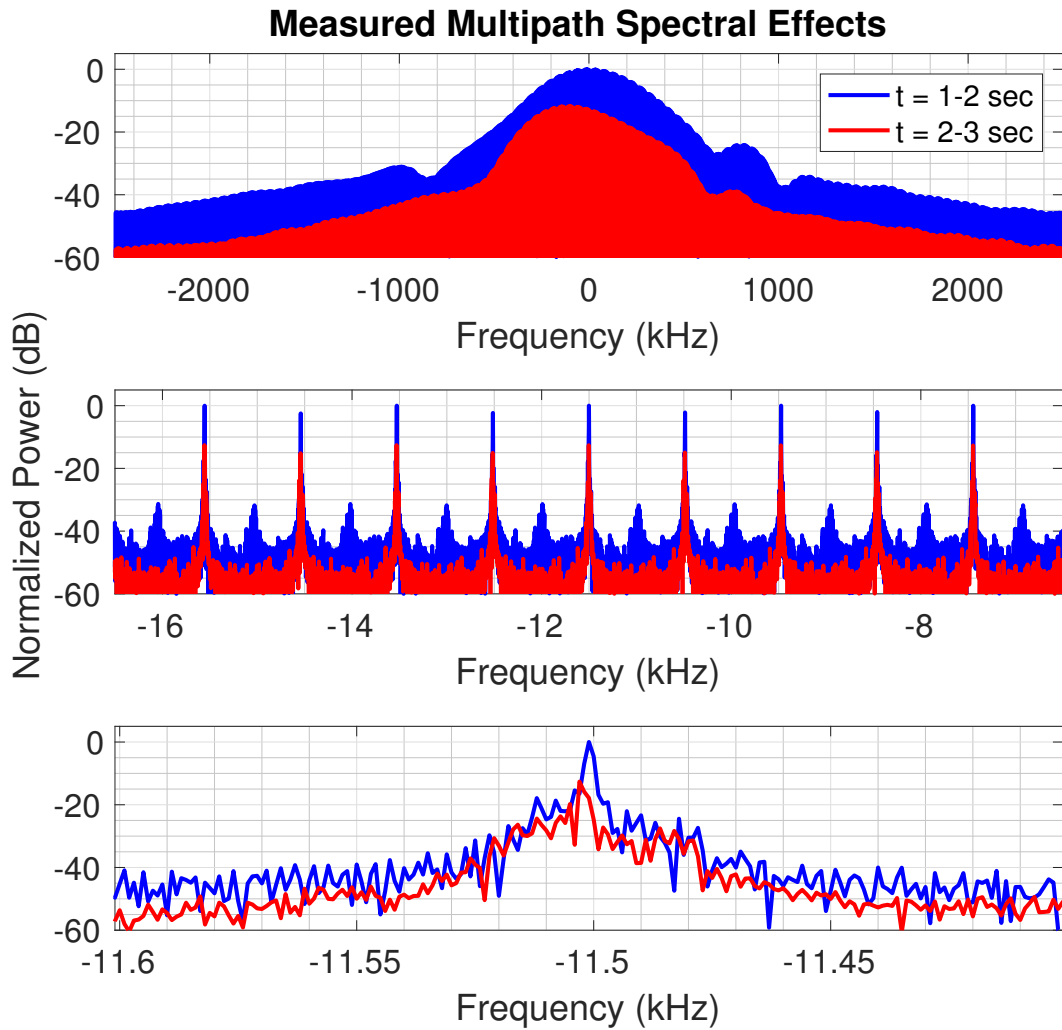 Measured Multipath Spectral Effects
0
-20
-40
-60
t = 1-2 sec
t = 2-3 sec
-2000 -1000 0 1000 2000
Frequency (kHz)
Normalized Power (dB)
0
-20
-40
-60
-16 -14 -12 -10 -8
Frequency (kHz)
0
-20
-40
-60
-11.6 -11.55 -11.5 -11.45
Frequency (kHz)